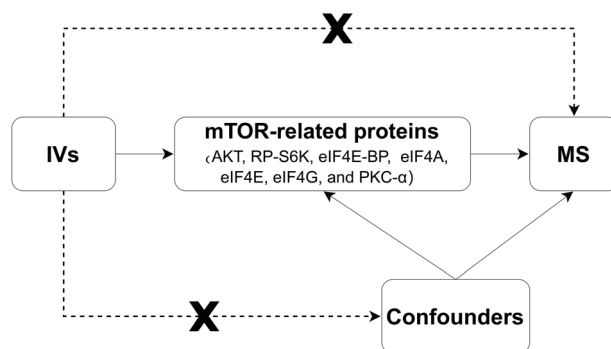 X
IVs
mTOR-related proteins
(AKT, RP-S6K, eIF4E-BP, eIF4A,
eIF4E, eIF4G, and PKC-α)
MS
X
Confounders